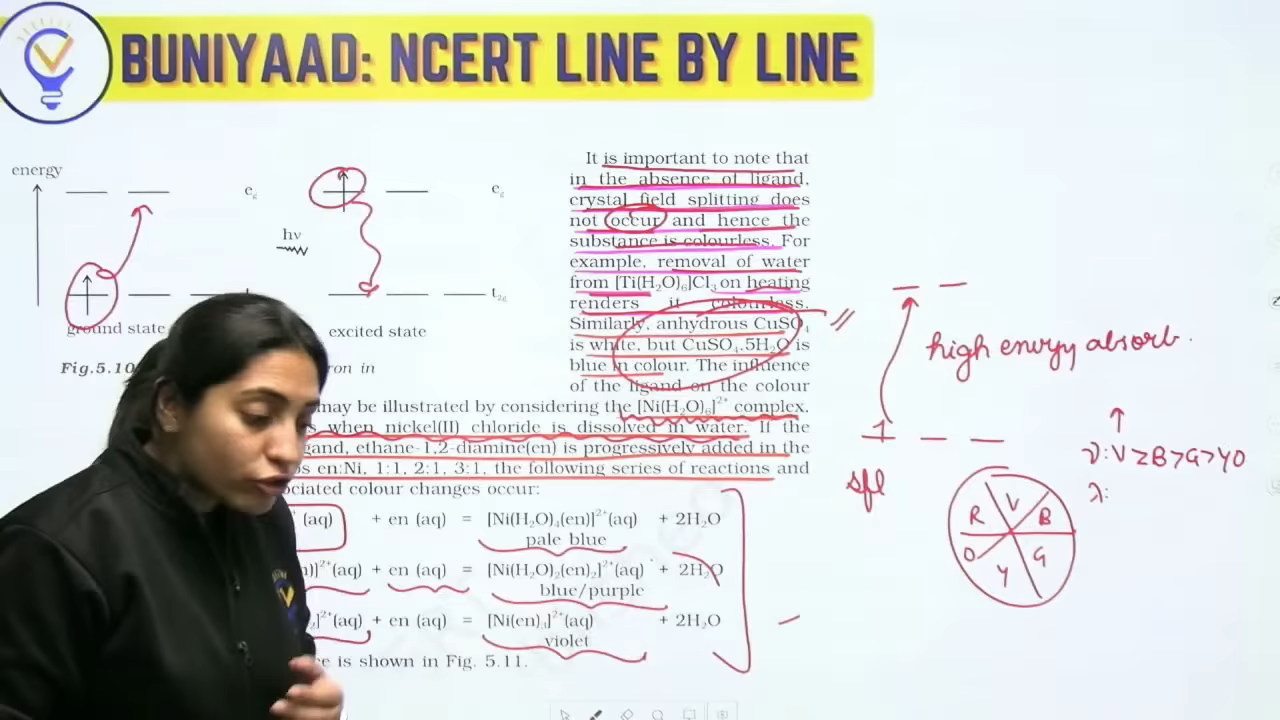 BUNIYAAD: NCERT LINE BY LINE
energy
e_g
e_g
hν
t_2g
ground state
excited state
Fig.5.10
ron in
It is important to note that
in the absence of ligand,
crystal field splitting does
not occur and hence the
substance is colourless. For
example, removal of water
from [Ti(H₂O)₆]Cl₃ on heating
renders it colourless.
Similarly, anhydrous CuSO₄
is white, but CuSO₄.5H₂O is
blue in colour. The influence
of the ligand on the colour
may be illustrated by considering the [Ni(H₂O)₆]²⁺ complex,
s when nickel(II) chloride is dissolved in water. If the
gand, ethane-1,2-diamine(en) is progressively added in the
os en:Ni, 1:1, 2:1, 3:1, the following series of reactions and
ociated colour changes occur:
(aq) + en (aq) = [Ni(H₂O)₄(en)]²⁺(aq) + 2H₂O
pale blue
)]²⁺(aq) + en (aq) = [Ni(H₂O)₂(en)₂]²⁺(aq) + 2H₂O
blue/purple
₂]²⁺(aq) + en (aq) = [Ni(en)₃]²⁺(aq) + 2H₂O
violet
ce is shown in Fig. 5.11.
high energy absorb.
sfl
ν: V > B > G > Y O
λ:
R V B
O Y G